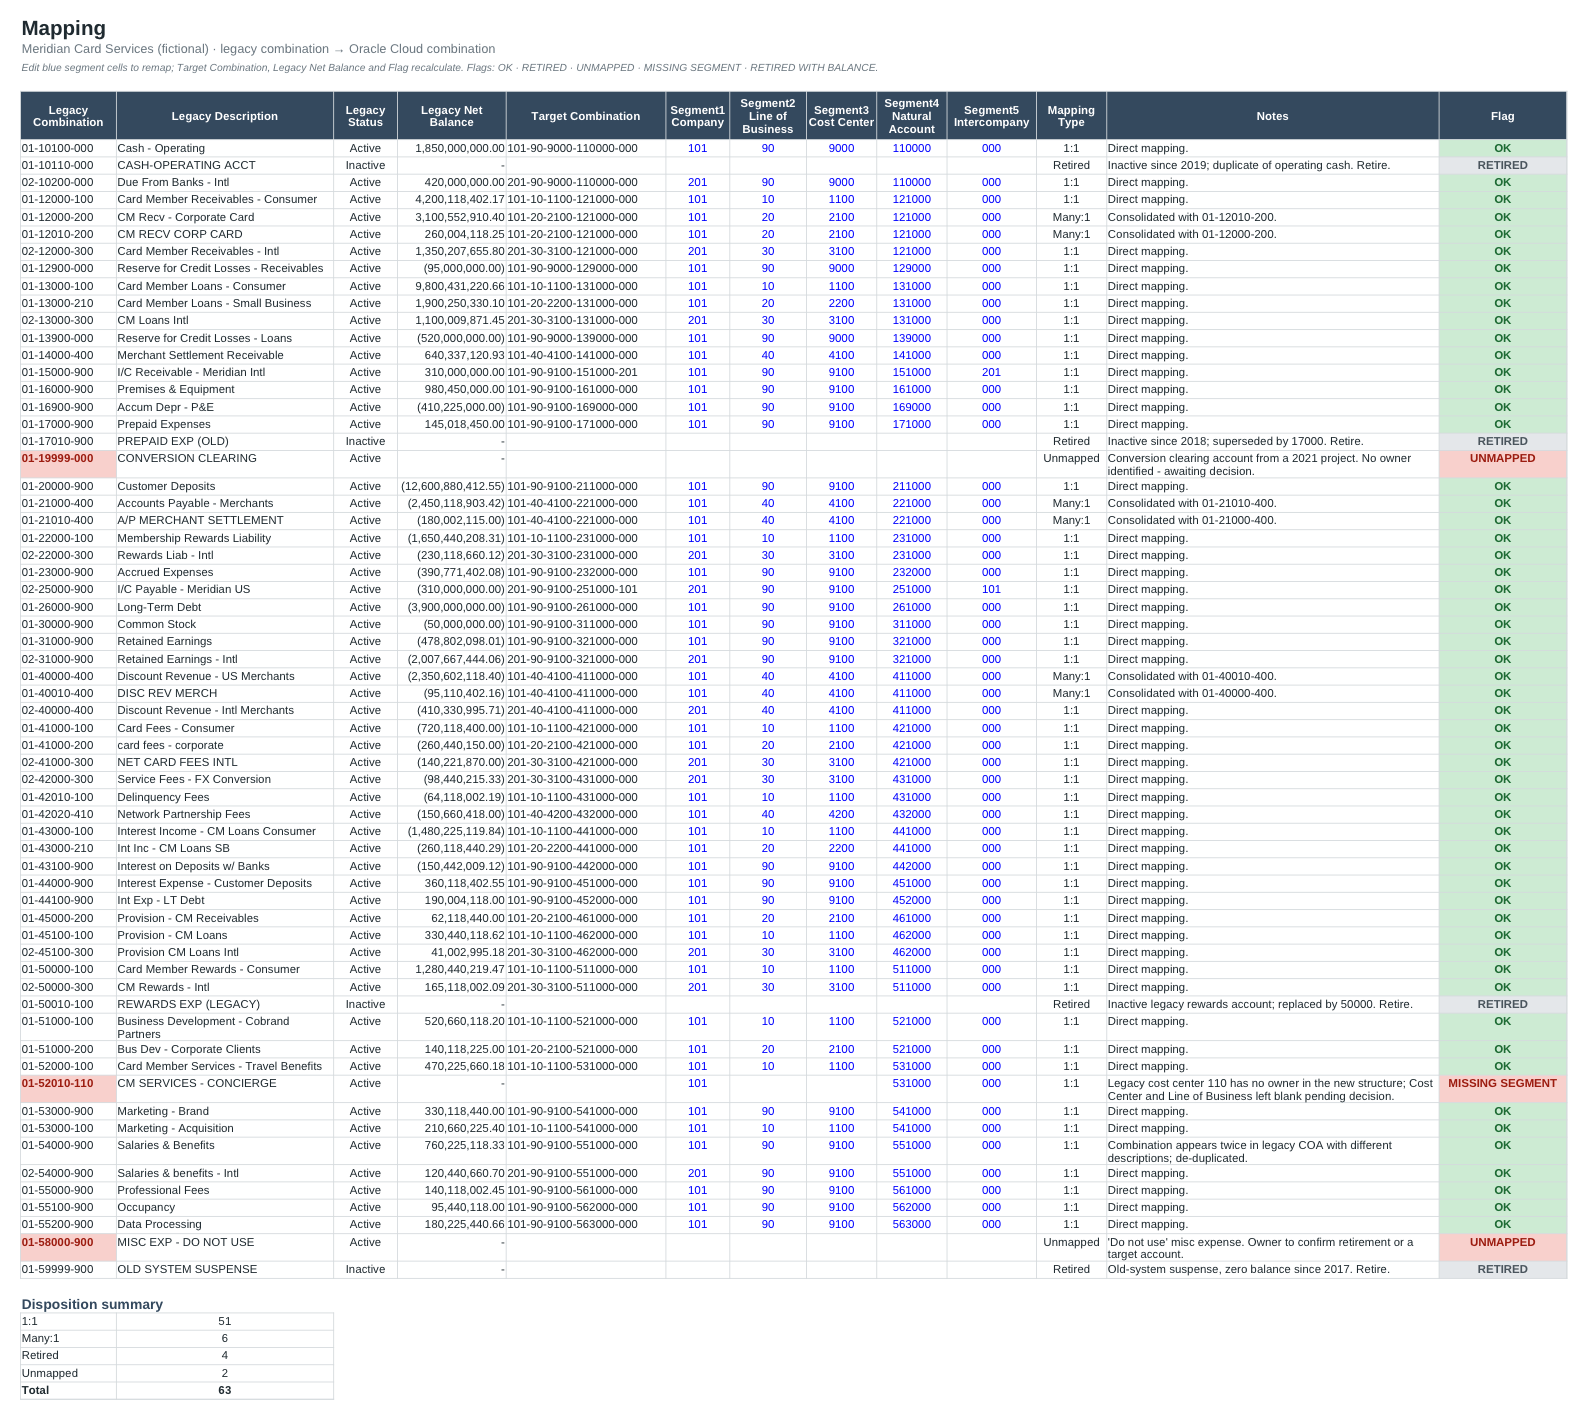 Mapping
Meridian Card Services (fictional) · legacy combination → Oracle Cloud combination
Edit blue segment cells to remap; Target Combination, Legacy Net Balance and Flag recalculate. Flags: OK · RETIRED · UNMAPPED · MISSING SEGMENT · RETIRED WITH BALANCE.
Legacy Combination Legacy Description Legacy Status Legacy Net Balance Target Combination Segment1 Company Segment2 Line of Business Segment3 Cost Center Segment4 Natural Account Segment5 Intercompany Mapping Type Notes Flag
01-10100-000 Cash - Operating Active 1,850,000,000.00 101-90-9000-110000-000 101 90 9000 110000 000 1:1 Direct mapping. OK
01-10110-000 CASH-OPERATING ACCT Inactive - Retired Inactive since 2019; duplicate of operating cash. Retire. RETIRED
02-10200-000 Due From Banks - Intl Active 420,000,000.00 201-90-9000-110000-000 201 90 9000 110000 000 1:1 Direct mapping. OK
01-12000-100 Card Member Receivables - Consumer Active 4,200,118,402.17 101-10-1100-121000-000 101 10 1100 121000 000 1:1 Direct mapping. OK
01-12000-200 CM Recv - Corporate Card Active 3,100,552,910.40 101-20-2100-121000-000 101 20 2100 121000 000 Many:1 Consolidated with 01-12010-200. OK
01-12010-200 CM RECV CORP CARD Active 260,004,118.25 101-20-2100-121000-000 101 20 2100 121000 000 Many:1 Consolidated with 01-12000-200. OK
02-12000-300 Card Member Receivables - Intl Active 1,350,207,655.80 201-30-3100-121000-000 201 30 3100 121000 000 1:1 Direct mapping. OK
01-12900-000 Reserve for Credit Losses - Receivables Active (95,000,000.00) 101-90-9000-129000-000 101 90 9000 129000 000 1:1 Direct mapping. OK
01-13000-100 Card Member Loans - Consumer Active 9,800,431,220.66 101-10-1100-131000-000 101 10 1100 131000 000 1:1 Direct mapping. OK
01-13000-210 Card Member Loans - Small Business Active 1,900,250,330.10 101-20-2200-131000-000 101 20 2200 131000 000 1:1 Direct mapping. OK
02-13000-300 CM Loans Intl Active 1,100,009,871.45 201-30-3100-131000-000 201 30 3100 131000 000 1:1 Direct mapping. OK
01-13900-000 Reserve for Credit Losses - Loans Active (520,000,000.00) 101-90-9000-139000-000 101 90 9000 139000 000 1:1 Direct mapping. OK
01-14000-400 Merchant Settlement Receivable Active 640,337,120.93 101-40-4100-141000-000 101 40 4100 141000 000 1:1 Direct mapping. OK
01-15000-900 I/C Receivable - Meridian Intl Active 310,000,000.00 101-90-9100-151000-201 101 90 9100 151000 201 1:1 Direct mapping. OK
01-16000-900 Premises & Equipment Active 980,450,000.00 101-90-9100-161000-000 101 90 9100 161000 000 1:1 Direct mapping. OK
01-16900-900 Accum Depr - P&E Active (410,225,000.00) 101-90-9100-169000-000 101 90 9100 169000 000 1:1 Direct mapping. OK
01-17000-900 Prepaid Expenses Active 145,018,450.00 101-90-9100-171000-000 101 90 9100 171000 000 1:1 Direct mapping. OK
01-17010-900 PREPAID EXP (OLD) Inactive - Retired Inactive since 2018; superseded by 17000. Retire. RETIRED
01-19999-000 CONVERSION CLEARING Active - Unmapped Conversion clearing account from a 2021 project. No owner identified - awaiting decision. UNMAPPED
01-20000-900 Customer Deposits Active (12,600,880,412.55) 101-90-9100-211000-000 101 90 9100 211000 000 1:1 Direct mapping. OK
01-21000-400 Accounts Payable - Merchants Active (2,450,118,903.42) 101-40-4100-221000-000 101 40 4100 221000 000 Many:1 Consolidated with 01-21010-400. OK
01-21010-400 A/P MERCHANT SETTLEMENT Active (180,002,115.00) 101-40-4100-221000-000 101 40 4100 221000 000 Many:1 Consolidated with 01-21000-400. OK
01-22000-100 Membership Rewards Liability Active (1,650,440,208.31) 101-10-1100-231000-000 101 10 1100 231000 000 1:1 Direct mapping. OK
02-22000-300 Rewards Liab - Intl Active (230,118,660.12) 201-30-3100-231000-000 201 30 3100 231000 000 1:1 Direct mapping. OK
01-23000-900 Accrued Expenses Active (390,771,402.08) 101-90-9100-232000-000 101 90 9100 232000 000 1:1 Direct mapping. OK
02-25000-900 I/C Payable - Meridian US Active (310,000,000.00) 201-90-9100-251000-101 201 90 9100 251000 101 1:1 Direct mapping. OK
01-26000-900 Long-Term Debt Active (3,900,000,000.00) 101-90-9100-261000-000 101 90 9100 261000 000 1:1 Direct mapping. OK
01-30000-900 Common Stock Active (50,000,000.00) 101-90-9100-311000-000 101 90 9100 311000 000 1:1 Direct mapping. OK
01-31000-900 Retained Earnings Active (478,802,098.01) 101-90-9100-321000-000 101 90 9100 321000 000 1:1 Direct mapping. OK
02-31000-900 Retained Earnings - Intl Active (2,007,667,444.06) 201-90-9100-321000-000 201 90 9100 321000 000 1:1 Direct mapping. OK
01-40000-400 Discount Revenue - US Merchants Active (2,350,602,118.40) 101-40-4100-411000-000 101 40 4100 411000 000 Many:1 Consolidated with 01-40010-400. OK
01-40010-400 DISC REV MERCH Active (95,110,402.16) 101-40-4100-411000-000 101 40 4100 411000 000 Many:1 Consolidated with 01-40000-400. OK
02-40000-400 Discount Revenue - Intl Merchants Active (410,330,995.71) 201-40-4100-411000-000 201 40 4100 411000 000 1:1 Direct mapping. OK
01-41000-100 Card Fees - Consumer Active (720,118,400.00) 101-10-1100-421000-000 101 10 1100 421000 000 1:1 Direct mapping. OK
01-41000-200 card fees - corporate Active (260,440,150.00) 101-20-2100-421000-000 101 20 2100 421000 000 1:1 Direct mapping. OK
02-41000-300 NET CARD FEES INTL Active (140,221,870.00) 201-30-3100-421000-000 201 30 3100 421000 000 1:1 Direct mapping. OK
02-42000-300 Service Fees - FX Conversion Active (98,440,215.33) 201-30-3100-431000-000 201 30 3100 431000 000 1:1 Direct mapping. OK
01-42010-100 Delinquency Fees Active (64,118,002.19) 101-10-1100-431000-000 101 10 1100 431000 000 1:1 Direct mapping. OK
01-42020-410 Network Partnership Fees Active (150,660,418.00) 101-40-4200-432000-000 101 40 4200 432000 000 1:1 Direct mapping. OK
01-43000-100 Interest Income - CM Loans Consumer Active (1,480,225,119.84) 101-10-1100-441000-000 101 10 1100 441000 000 1:1 Direct mapping. OK
01-43000-210 Int Inc - CM Loans SB Active (260,118,440.29) 101-20-2200-441000-000 101 20 2200 441000 000 1:1 Direct mapping. OK
01-43100-900 Interest on Deposits w/ Banks Active (150,442,009.12) 101-90-9100-442000-000 101 90 9100 442000 000 1:1 Direct mapping. OK
01-44000-900 Interest Expense - Customer Deposits Active 360,118,402.55 101-90-9100-451000-000 101 90 9100 451000 000 1:1 Direct mapping. OK
01-44100-900 Int Exp - LT Debt Active 190,004,118.00 101-90-9100-452000-000 101 90 9100 452000 000 1:1 Direct mapping. OK
01-45000-200 Provision - CM Receivables Active 62,118,440.00 101-20-2100-461000-000 101 20 2100 461000 000 1:1 Direct mapping. OK
01-45100-100 Provision - CM Loans Active 330,440,118.62 101-10-1100-462000-000 101 10 1100 462000 000 1:1 Direct mapping. OK
02-45100-300 Provision CM Loans Intl Active 41,002,995.18 201-30-3100-462000-000 201 30 3100 462000 000 1:1 Direct mapping. OK
01-50000-100 Card Member Rewards - Consumer Active 1,280,440,219.47 101-10-1100-511000-000 101 10 1100 511000 000 1:1 Direct mapping. OK
02-50000-300 CM Rewards - Intl Active 165,118,002.09 201-30-3100-511000-000 201 30 3100 511000 000 1:1 Direct mapping. OK
01-50010-100 REWARDS EXP (LEGACY) Inactive - Retired Inactive legacy rewards account; replaced by 50000. Retire. RETIRED
01-51000-100 Business Development - Cobrand Partners Active 520,660,118.20 101-10-1100-521000-000 101 10 1100 521000 000 1:1 Direct mapping. OK
01-51000-200 Bus Dev - Corporate Clients Active 140,118,225.00 101-20-2100-521000-000 101 20 2100 521000 000 1:1 Direct mapping. OK
01-52000-100 Card Member Services - Travel Benefits Active 470,225,660.18 101-10-1100-531000-000 101 10 1100 531000 000 1:1 Direct mapping. OK
01-52010-110 CM SERVICES - CONCIERGE Active - 101 531000 000 1:1 Legacy cost center 110 has no owner in the new structure; Cost Center and Line of Business left blank pending decision. MISSING SEGMENT
01-53000-900 Marketing - Brand Active 330,118,440.00 101-90-9100-541000-000 101 90 9100 541000 000 1:1 Direct mapping. OK
01-53000-100 Marketing - Acquisition Active 210,660,225.40 101-10-1100-541000-000 101 10 1100 541000 000 1:1 Direct mapping. OK
01-54000-900 Salaries & Benefits Active 760,225,118.33 101-90-9100-551000-000 101 90 9100 551000 000 1:1 Combination appears twice in legacy COA with different descriptions; de-duplicated. OK
02-54000-900 Salaries & benefits - Intl Active 120,440,660.70 201-90-9100-551000-000 201 90 9100 551000 000 1:1 Direct mapping. OK
01-55000-900 Professional Fees Active 140,118,002.45 101-90-9100-561000-000 101 90 9100 561000 000 1:1 Direct mapping. OK
01-55100-900 Occupancy Active 95,440,118.00 101-90-9100-562000-000 101 90 9100 562000 000 1:1 Direct mapping. OK
01-55200-900 Data Processing Active 180,225,440.66 101-90-9100-563000-000 101 90 9100 563000 000 1:1 Direct mapping. OK
01-58000-900 MISC EXP - DO NOT USE Active - Unmapped 'Do not use' misc expense. Owner to confirm retirement or a target account. UNMAPPED
01-59999-900 OLD SYSTEM SUSPENSE Inactive - Retired Old-system suspense, zero balance since 2017. Retire. RETIRED
Disposition summary
1:1 51
Many:1 6
Retired 4
Unmapped 2
Total 63